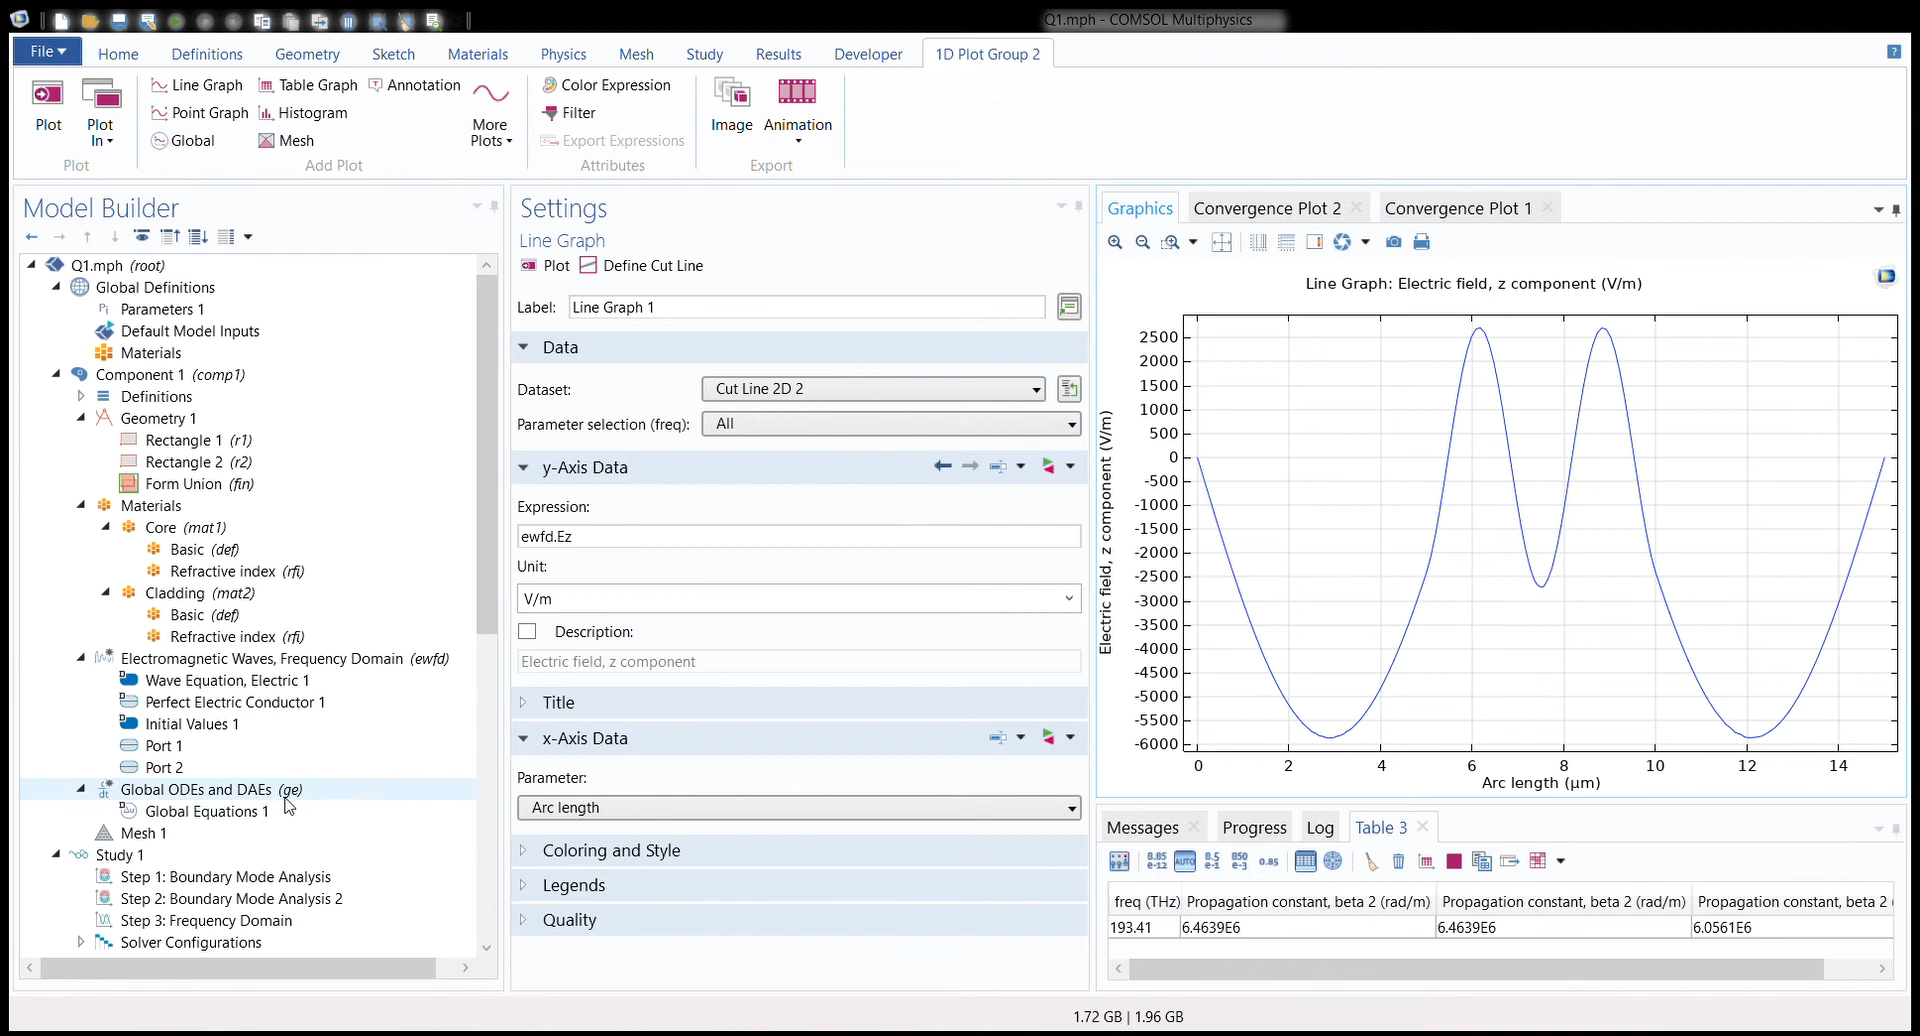 Q1.mph - COMSOL Multiphysics
File Home Definitions Geometry Sketch Materials Physics Mesh Study Results Developer 1D Plot Group 2
Plot
Plot In
Plot
Line Graph Table Graph Annotation
Point Graph Histogram
Global Mesh
More Plots
Add Plot
Color Expression
Filter
Export Expressions
Attributes
Image Animation
Export
Model Builder
Q1.mph (root)
Global Definitions
Pi Parameters 1
Default Model Inputs
Materials
Component 1 (comp1)
Definitions
Geometry 1
Rectangle 1 (r1)
Rectangle 2 (r2)
Form Union (fin)
Materials
Core (mat1)
Basic (def)
Refractive index (rfi)
Cladding (mat2)
Basic (def)
Refractive index (rfi)
Electromagnetic Waves, Frequency Domain (ewfd)
Wave Equation, Electric 1
Perfect Electric Conductor 1
Initial Values 1
Port 1
Port 2
Global ODEs and DAEs (ge)
Global Equations 1
Mesh 1
Study 1
Step 1: Boundary Mode Analysis
Step 2: Boundary Mode Analysis 2
Step 3: Frequency Domain
Solver Configurations
Settings
Line Graph
Plot Define Cut Line
Label: Line Graph 1
Data
Dataset: Cut Line 2D 2
Parameter selection (freq): All
y-Axis Data
Expression:
ewfd.Ez
Unit:
V/m
Description:
Electric field, z component
Title
x-Axis Data
Parameter:
Arc length
Coloring and Style
Legends
Quality
Graphics Convergence Plot 2 Convergence Plot 1
Line Graph: Electric field, z component (V/m)
Electric field, z component (V/m)
2500
2000
1500
1000
500
0
-500
-1000
-1500
-2000
-2500
-3000
-3500
-4000
-4500
-5000
-5500
-6000
0 2 4 6 8 10 12 14
Arc length (μm)
Messages Progress Log Table 3
8.85 e-12 AUTO 8.5 e-1 850 e-3 0.85
freq (THz) Propagation constant, beta 2 (rad/m) Propagation constant, beta 2 (rad/m) Propagation constant, beta 2 (
193.41 6.4639E6 6.4639E6 6.0561E6
1.72 GB | 1.96 GB